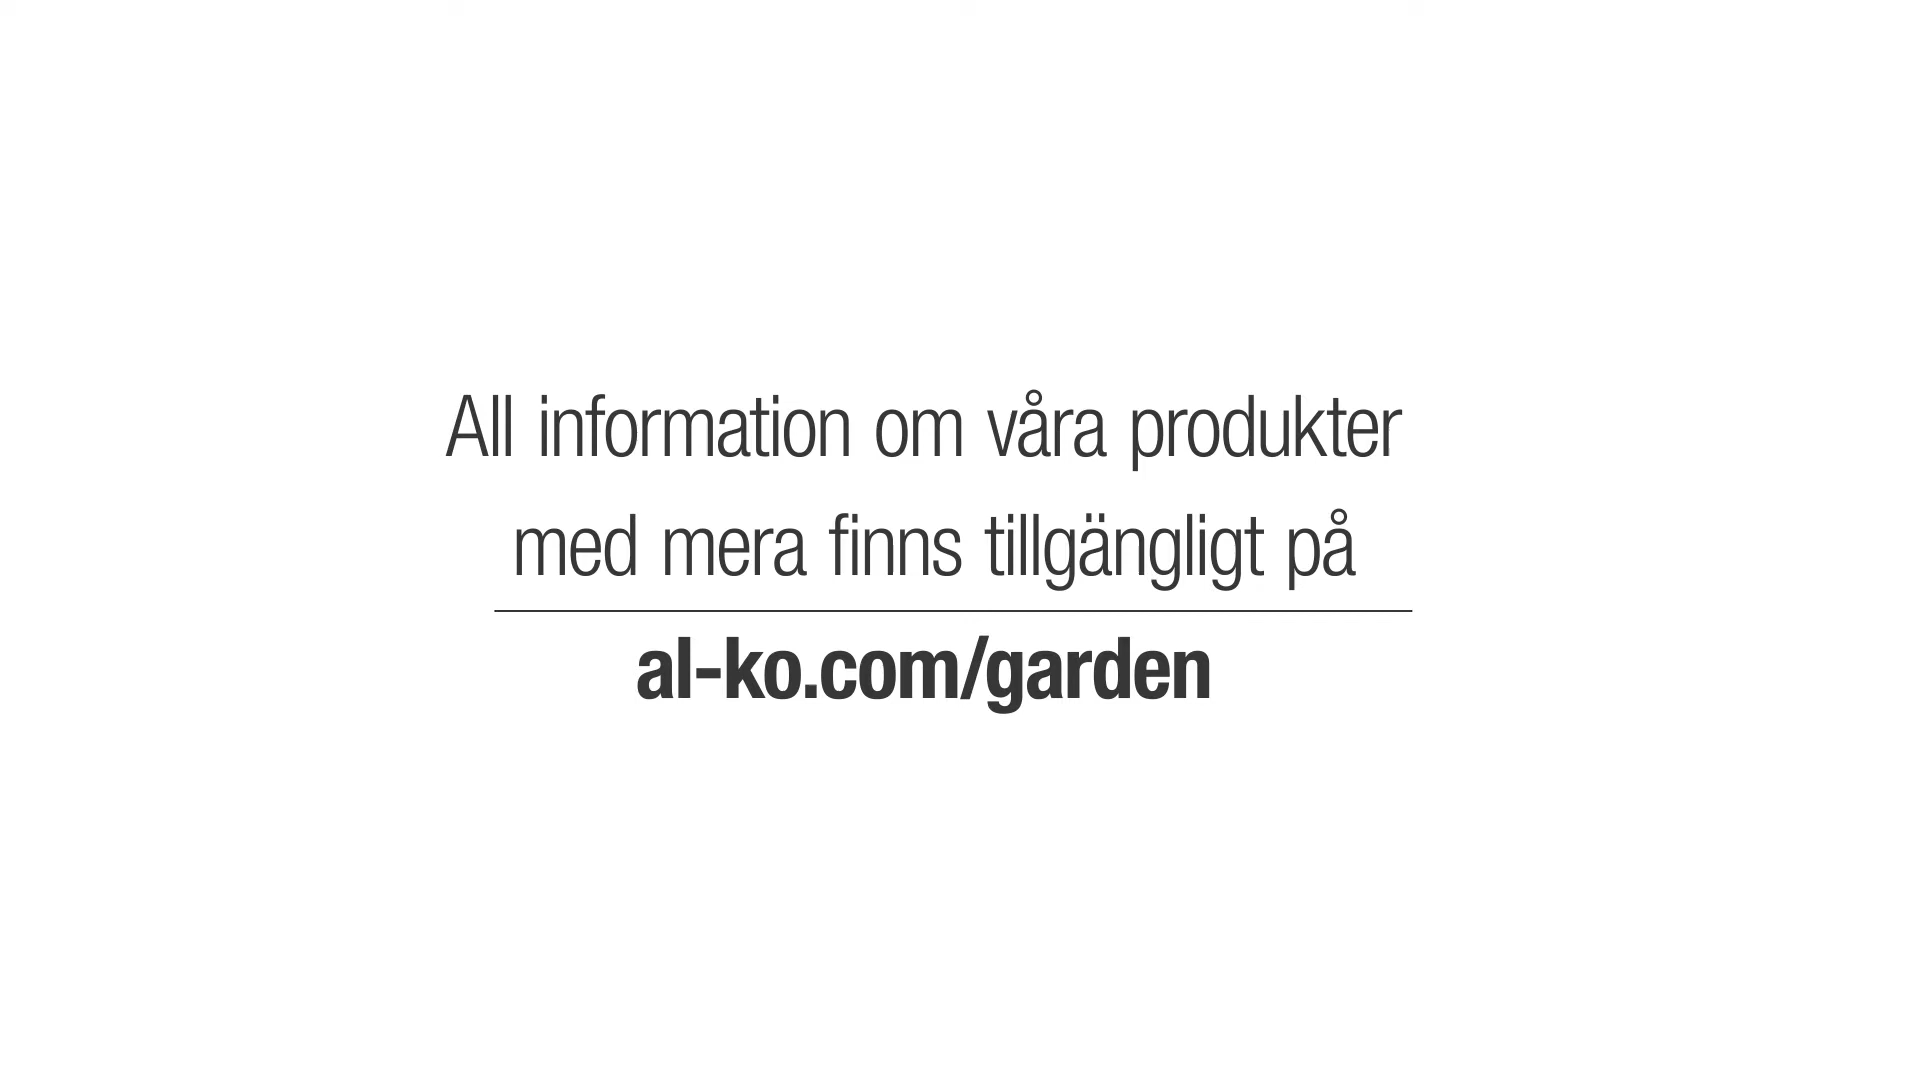 All information om våra produkter
med mera finns tillgängligt på
al-ko.com/garden